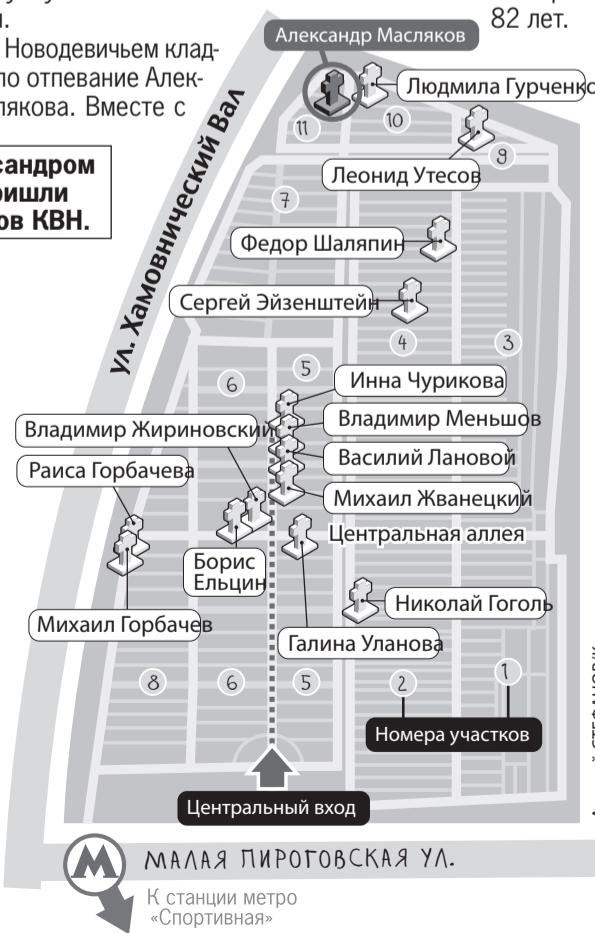 82 лет.
Новодевичьем клад-
по отпевание Алек-
лякова. Вместе с
сандром
ришли
ов КВН.
Александр Масляков
Людмила Гурченко
11
10
9
Леонид Утесов
7
ул. Хамовнический Вал
Федор Шаляпин
Сергей Эйзенштейн
4
3
6
5
Инна Чурикова
Владимир Меньшов
Владимир Жириновский
Василий Лановой
Раиса Горбачева
Михаил Жванецкий
Центральная аллея
Борис
Ельцин
Николай Гоголь
Михаил Горбачев
Галина Уланова
8
6
5
2
1
Номера участков
Центральный вход
М
МАЛАЯ ПИРОГОВСКАЯ УЛ.
К станции метро
«Спортивная»